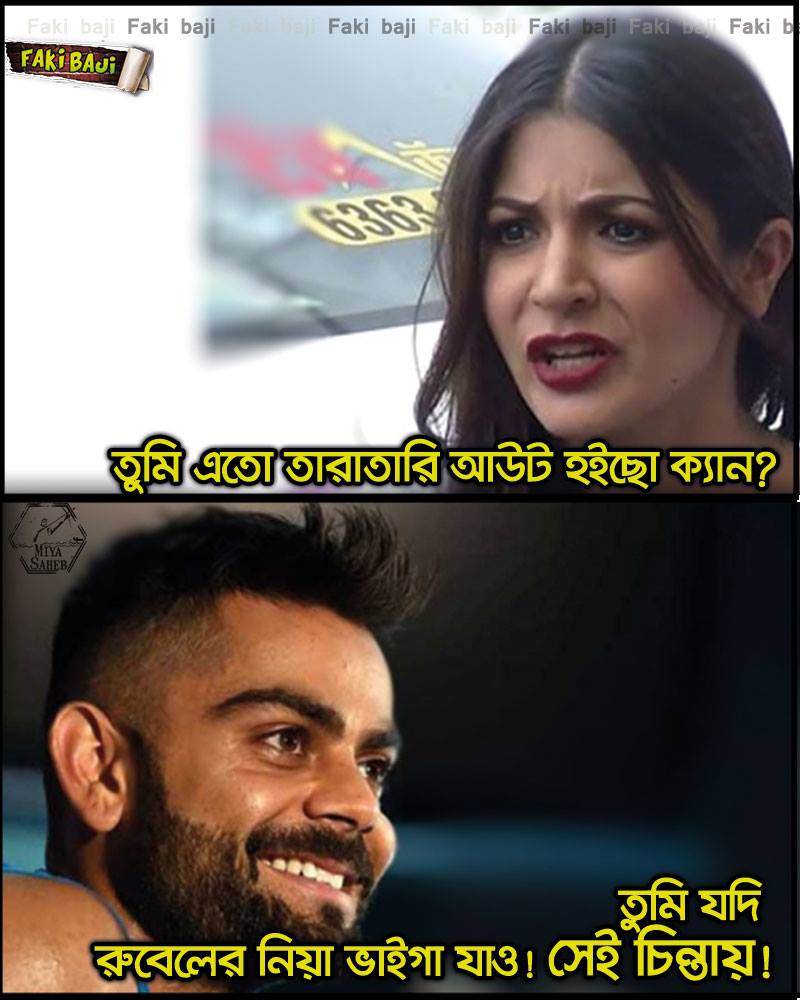 Faki baji Faki baji Faki baji Faki baji Faki baji Faki baji Faki baji Faki b
FAKi BAJi
6363
তুমি এতো তারাতারি আউট হইছো ক্যান?
MIYA
SAHEB
তুমি যদি
রুবেলের নিয়া ভাইগা যাও! সেই চিন্তায়!